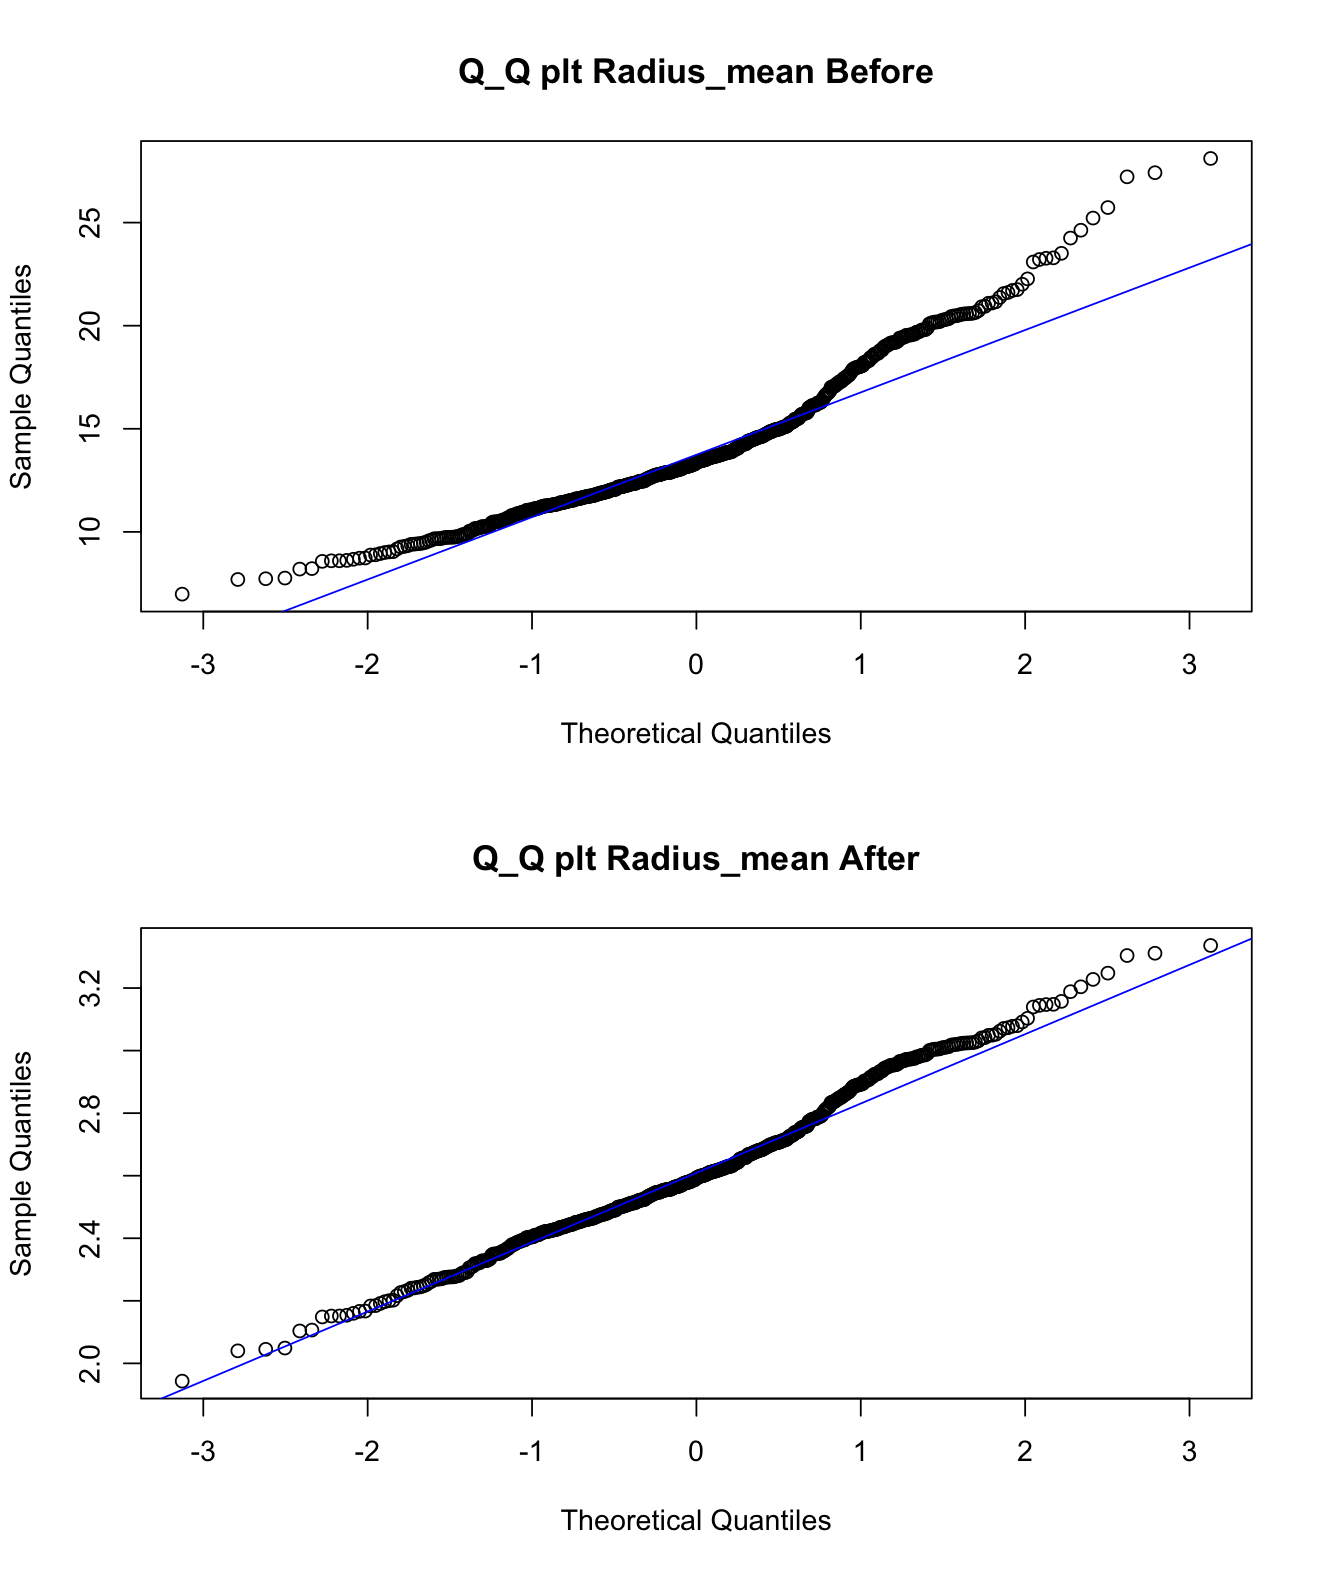 Q_Q plt Radius_mean Before
Sample Quantiles
25
20
15
10
-3 -2 -1 0 1 2 3
Theoretical Quantiles
Q_Q plt Radius_mean After
Sample Quantiles
3.2
2.8
2.4
2.0
-3 -2 -1 0 1 2 3
Theoretical Quantiles